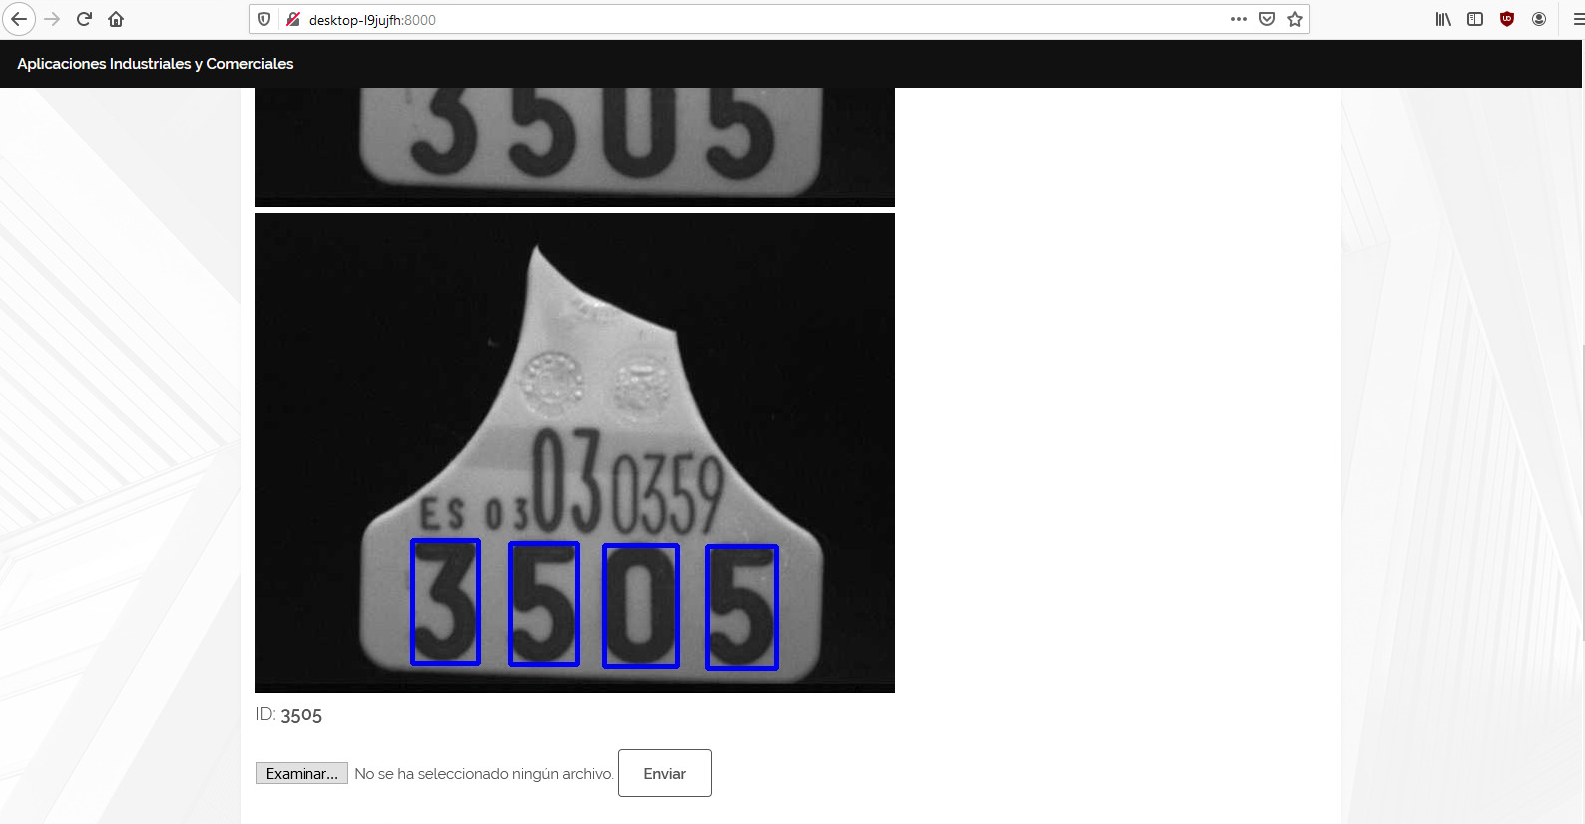 desktop-l9jujfh:8000
Aplicaciones Industriales y Comerciales
3505
ES 03 03 0359
3505
ID: 3505
Examinar... No se ha seleccionado ningún archivo. Enviar